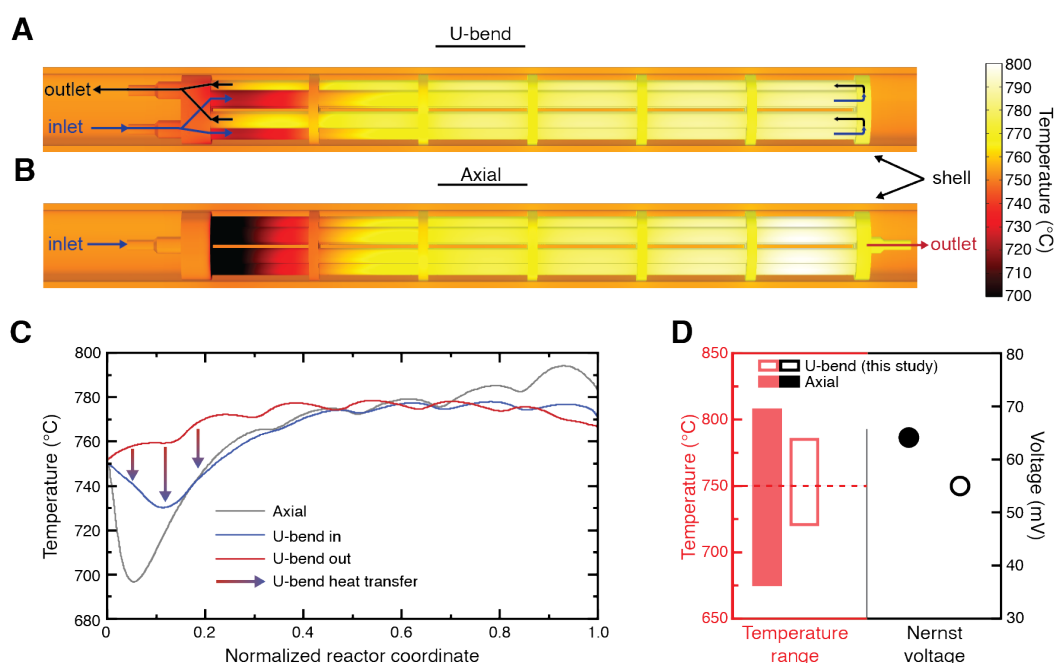 A
U-bend
outlet
inlet
B
Axial
shell
inlet
outlet
800
790
780
770
760
750
740
730
720
710
700
Temperature (°C)
C
800
780
760
740
720
700
680
Temperature (°C)
Axial
U-bend in
U-bend out
U-bend heat transfer
0
0.2
0.4
0.6
0.8
1.0
Normalized reactor coordinate
D
850
800
750
700
650
Temperature (°C)
U-bend (this study)
Axial
80
70
60
50
40
30
Voltage (mV)
Temperature
range
Nernst
voltage